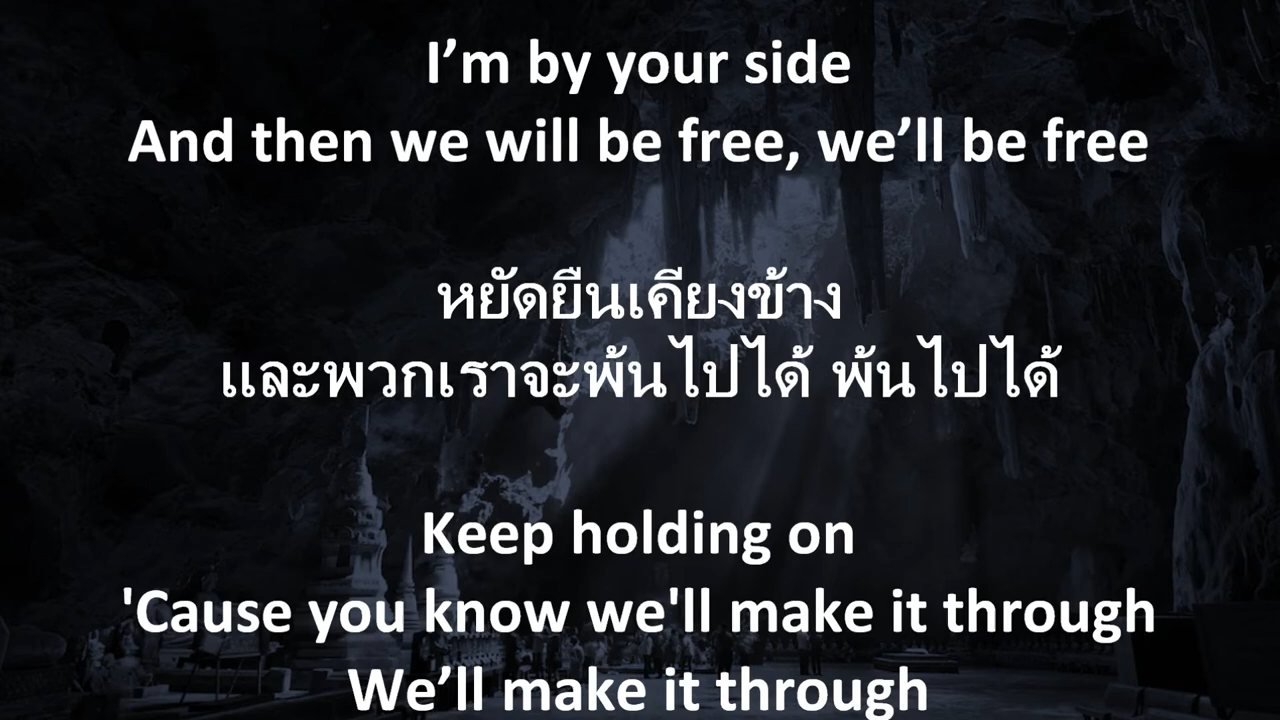 I’m by your side
And then we will be free, we’ll be free
หยัดยืนเคียงข้าง
และพวกเราจะพ้นไปได้ พ้นไปได้
Keep holding on
'Cause you know we'll make it through
We’ll make it through